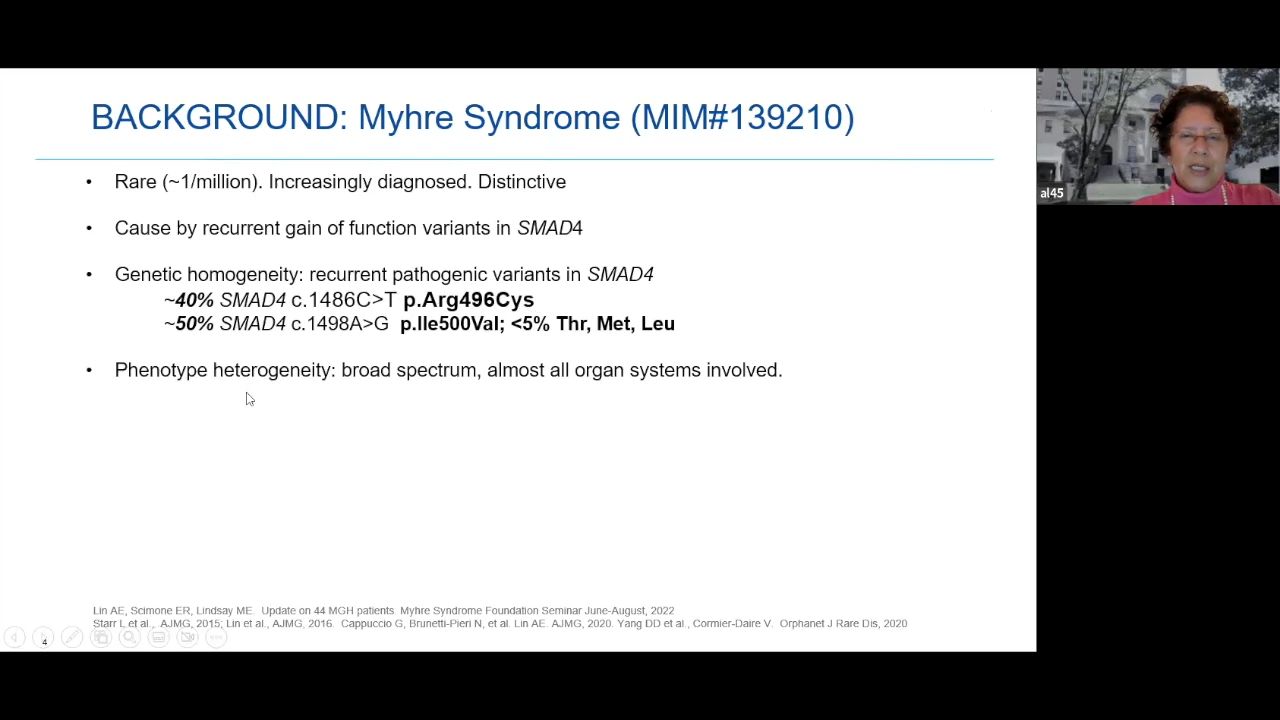 BACKGROUND: Myhre Syndrome (MIM#139210)
• Rare (~1/million). Increasingly diagnosed. Distinctive
• Cause by recurrent gain of function variants in SMAD4
• Genetic homogeneity: recurrent pathogenic variants in SMAD4
~40% SMAD4 c.1486C>T p.Arg496Cys
~50% SMAD4 c.1498A>G p.Ile500Val; <5% Thr, Met, Leu
• Phenotype heterogeneity: broad spectrum, almost all organ systems involved.
Lin AE, Scimone ER, Lindsay ME. Update on 44 MGH patients. Myhre Syndrome Foundation Seminar June-August, 2022
Starr L et al., AJMG, 2015; Lin et al., AJMG, 2016. Cappuccio G, Brunetti-Pieri N, et al. Lin AE. AJMG, 2020. Yang DD et al., Cormier-Daire V. Orphanet J Rare Dis, 2020
4
al45